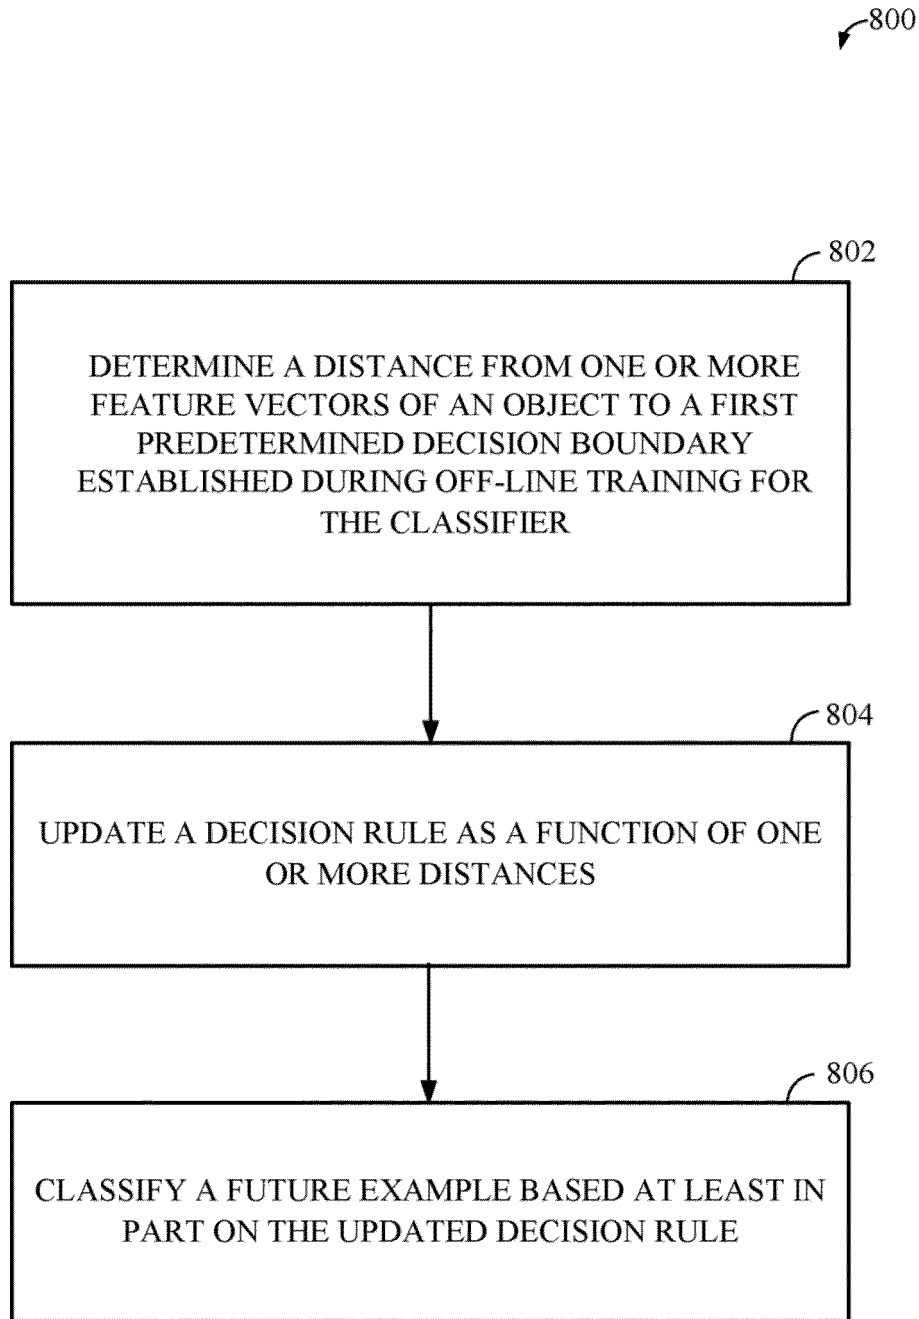 800
802
DETERMINE A DISTANCE FROM ONE OR MORE
FEATURE VECTORS OF AN OBJECT TO A FIRST
PREDETERMINED DECISION BOUNDARY
ESTABLISHED DURING OFF-LINE TRAINING FOR
THE CLASSIFIER
804
UPDATE A DECISION RULE AS A FUNCTION OF ONE
OR MORE DISTANCES
806
CLASSIFY A FUTURE EXAMPLE BASED AT LEAST IN
PART ON THE UPDATED DECISION RULE